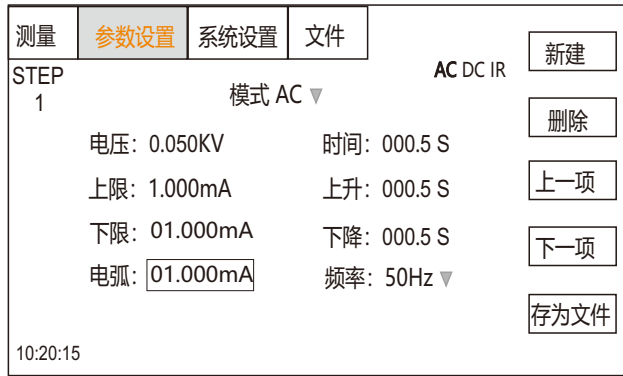 测量 参数设置 系统设置 文件
新建
STEP
1
模式 AC
AC DC IR
删除
电压：0.050KV 时间：000.5 S
上限：1.000mA 上升：000.5 S
上一项
下限：01.000mA 下降：000.5 S
下一项
电弧：01.000mA 频率：50Hz
存为文件
10:20:15